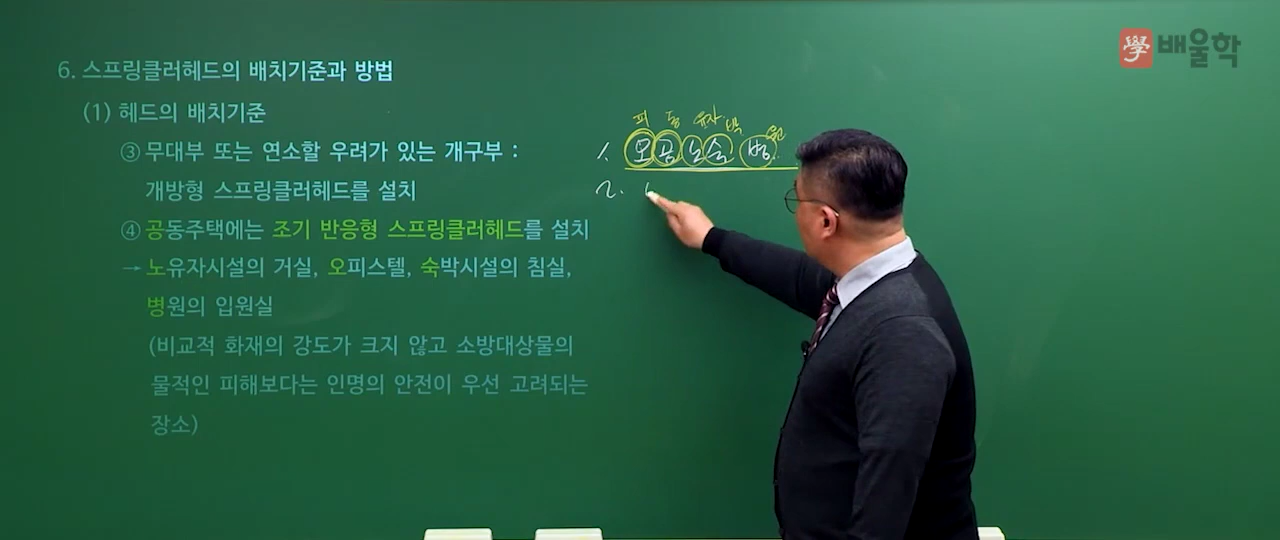 學 배울학
6. 스프링클러헤드의 배치기준과 방법
(1) 헤드의 배치기준
③ 무대부 또는 연소할 우려가 있는 개구부 :
개방형 스프링클러헤드를 설치
④ 공동주택에는 조기 반응형 스프링클러헤드를 설치
→ 노유자시설의 거실, 오피스텔, 숙박시설의 침실,
병원의 입원실
(비교적 화재의 강도가 크지 않고 소방대상물의
물적인 피해보다는 인명의 안전이 우선 고려되는
장소)
피 동 유자 박 원
1. 오공노숙병
2.